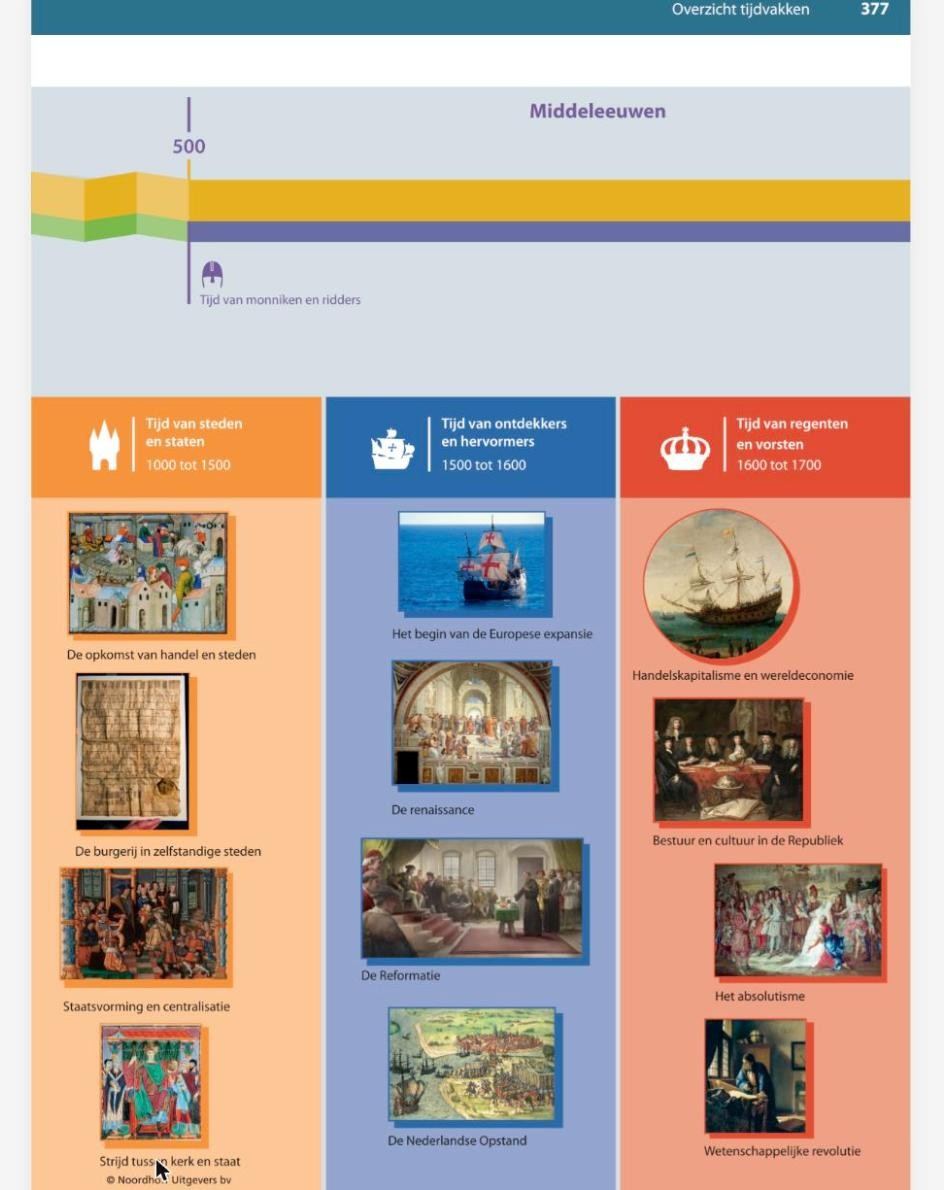 Overzicht tijdvakken 377
Middeleeuwen
500
Tijd van monniken en ridders
Tijd van steden
en staten
1000 tot 1500
De opkomst van handel en steden
De burgerij in zelfstandige steden
Staatsvorming en centralisatie
Strijd tussen kerk en staat
© Noordhoff Uitgevers bv
Tijd van ontdekkers
en hervormers
1500 tot 1600
Het begin van de Europese expansie
De renaissance
De Reformatie
De Nederlandse Opstand
Tijd van regenten
en vorsten
1600 tot 1700
Handelskapitalisme en wereldeconomie
Bestuur en cultuur in de Republiek
Het absolutisme
Wetenschappelijke revolutie